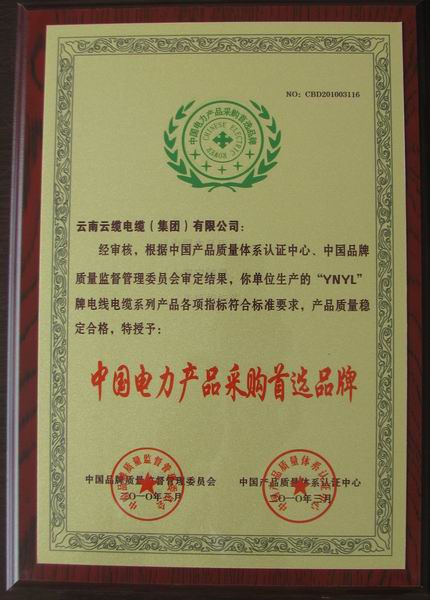 NO: CBD201003116
中国电力产品采购首选品牌
CHINESE ELECTRIC POWER
云南云缆电缆（集团）有限公司：
经审核，根据中国产品质量体系认证中心、中国品牌
质量监督管理委员会审定结果，你单位生产的“YNYL”
牌电线电缆系列产品各项指标符合标准要求，产品质量稳
定合格，特授予：
中国电力产品采购首选品牌
中国品牌质量监督管理委员会
二〇一〇年三月
中国产品质量体系认证中心
二〇一〇年三月